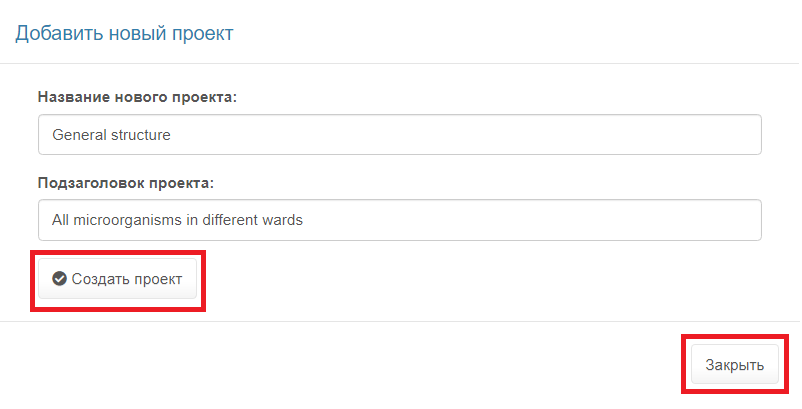 Добавить новый проект
Название нового проекта:
General structure
Подзаголовок проекта:
All microorganisms in different wards
Создать проект
Закрыть